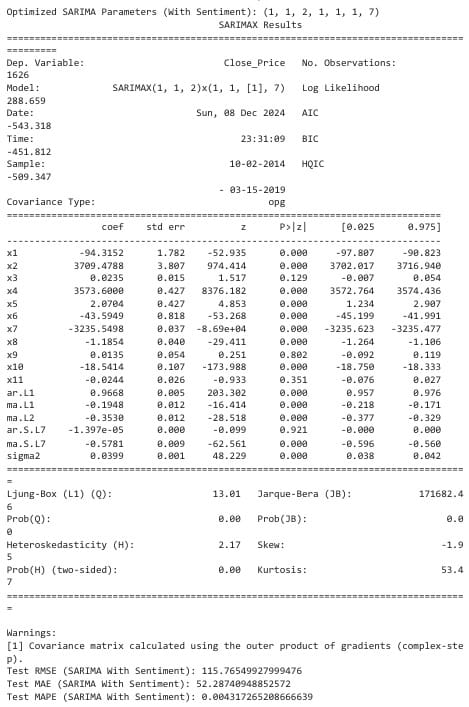 Optimized SARIMA Parameters (With Sentiment): (1, 1, 2, 1, 1, 1, 7)
SARIMAX Results
==============================================================================
=========
Dep. Variable: Close_Price No. Observations:
1626
Model: SARIMAX(1, 1, 2)x(1, 1, [1], 7) Log Likelihood
288.659
Date: Sun, 08 Dec 2024 AIC
-543.318
Time: 23:31:09 BIC
-451.812
Sample: 10-02-2014 HQIC
-509.347
- 03-15-2019
Covariance Type: opg
==============================================================================
coef std err z P>|z| [0.025 0.975]
------------------------------------------------------------------------------
x1 -94.3152 1.782 -52.935 0.000 -97.807 -90.823
x2 3709.4788 3.807 974.414 0.000 3702.017 3716.940
x3 0.0235 0.015 1.517 0.129 -0.007 0.054
x4 3573.6000 0.427 8376.182 0.000 3572.764 3574.436
x5 2.0704 0.427 4.853 0.000 1.234 2.907
x6 -43.5949 0.818 -53.268 0.000 -45.199 -41.991
x7 -3235.5498 0.037 -8.69e+04 0.000 -3235.623 -3235.477
x8 -1.1854 0.040 -29.411 0.000 -1.264 -1.106
x9 0.0135 0.054 0.251 0.802 -0.092 0.119
x10 -18.5414 0.107 -173.988 0.000 -18.750 -18.333
x11 -0.0244 0.026 -0.933 0.351 -0.076 0.027
ar.L1 0.9668 0.005 203.302 0.000 0.957 0.976
ma.L1 -0.1948 0.012 -16.414 0.000 -0.218 -0.171
ma.L2 -0.3530 0.012 -28.518 0.000 -0.377 -0.329
ar.S.L7 -1.397e-05 0.000 -0.099 0.921 -0.000 0.000
ma.S.L7 -0.5781 0.009 -62.561 0.000 -0.596 -0.560
sigma2 0.0399 0.001 48.229 0.000 0.038 0.042
==============================================================================
=
Ljung-Box (L1) (Q): 13.01 Jarque-Bera (JB): 171682.4
6
Prob(Q): 0.00 Prob(JB): 0.0
0
Heteroskedasticity (H): 2.17 Skew: -1.9
5
Prob(H) (two-sided): 0.00 Kurtosis: 53.4
7
==============================================================================
=
Warnings:
[1] Covariance matrix calculated using the outer product of gradients (complex-ste
p).
Test RMSE (SARIMA With Sentiment): 115.76549927999476
Test MAE (SARIMA With Sentiment): 52.28740948852572
Test MAPE (SARIMA With Sentiment): 0.004317265208666639